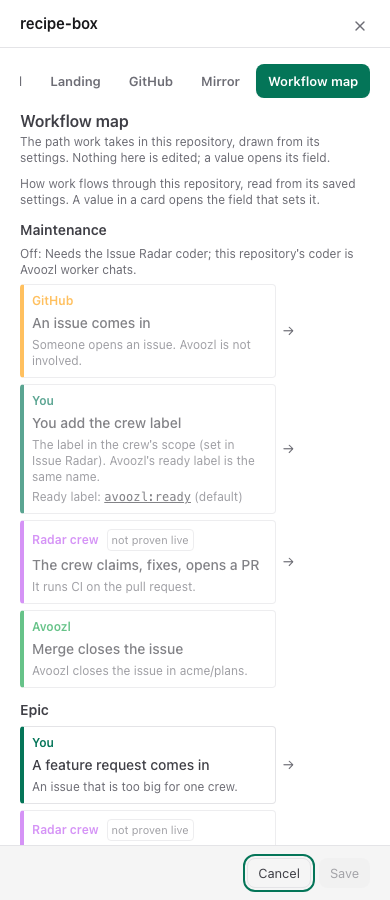 recipe-box
Landing GitHub Mirror Workflow map
Workflow map
The path work takes in this repository, drawn from its
settings. Nothing here is edited; a value opens its field.
How work flows through this repository, read from its saved
settings. A value in a card opens the field that sets it.
Maintenance
Off: Needs the Issue Radar coder; this repository's coder is
Avoozl worker chats.
GitHub
An issue comes in
Someone opens an issue. Avoozl is not
involved.
→
You
You add the crew label
The label in the crew's scope (set in
Issue Radar). Avoozl's ready label is the
same name.
Ready label: avoozl:ready (default)
→
Radar crew not proven live
The crew claims, fixes, opens a PR
It runs CI on the pull request.
→
Avoozl
Merge closes the issue
Avoozl closes the issue in acme/plans.
Epic
You
A feature request comes in
An issue that is too big for one crew.
→
Radar crew not proven live
Cancel Save